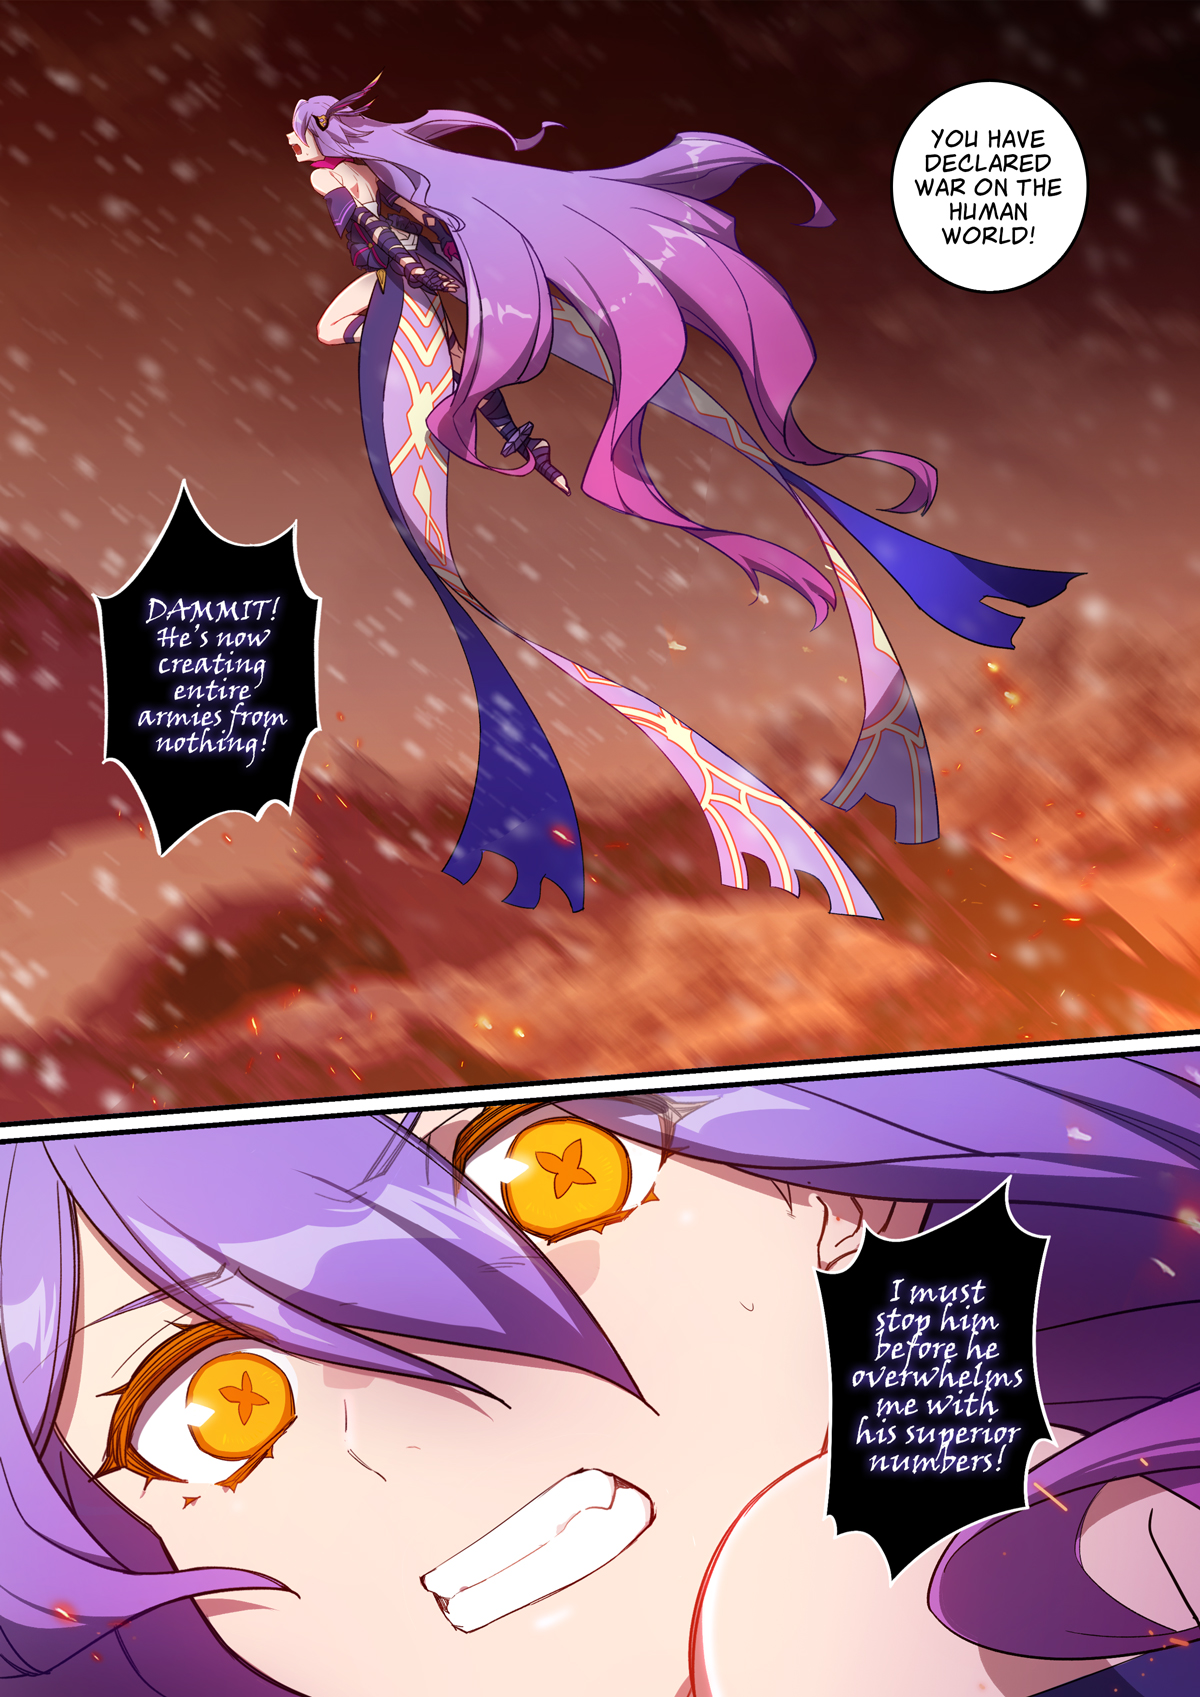 YOU HAVE
DECLARED
WAR ON THE
HUMAN
WORLD!
DAMMIT!
He's now
creating
entire
armies from
nothing!
I must
stop him
before he
overwhelms
me with
his superior
numbers!